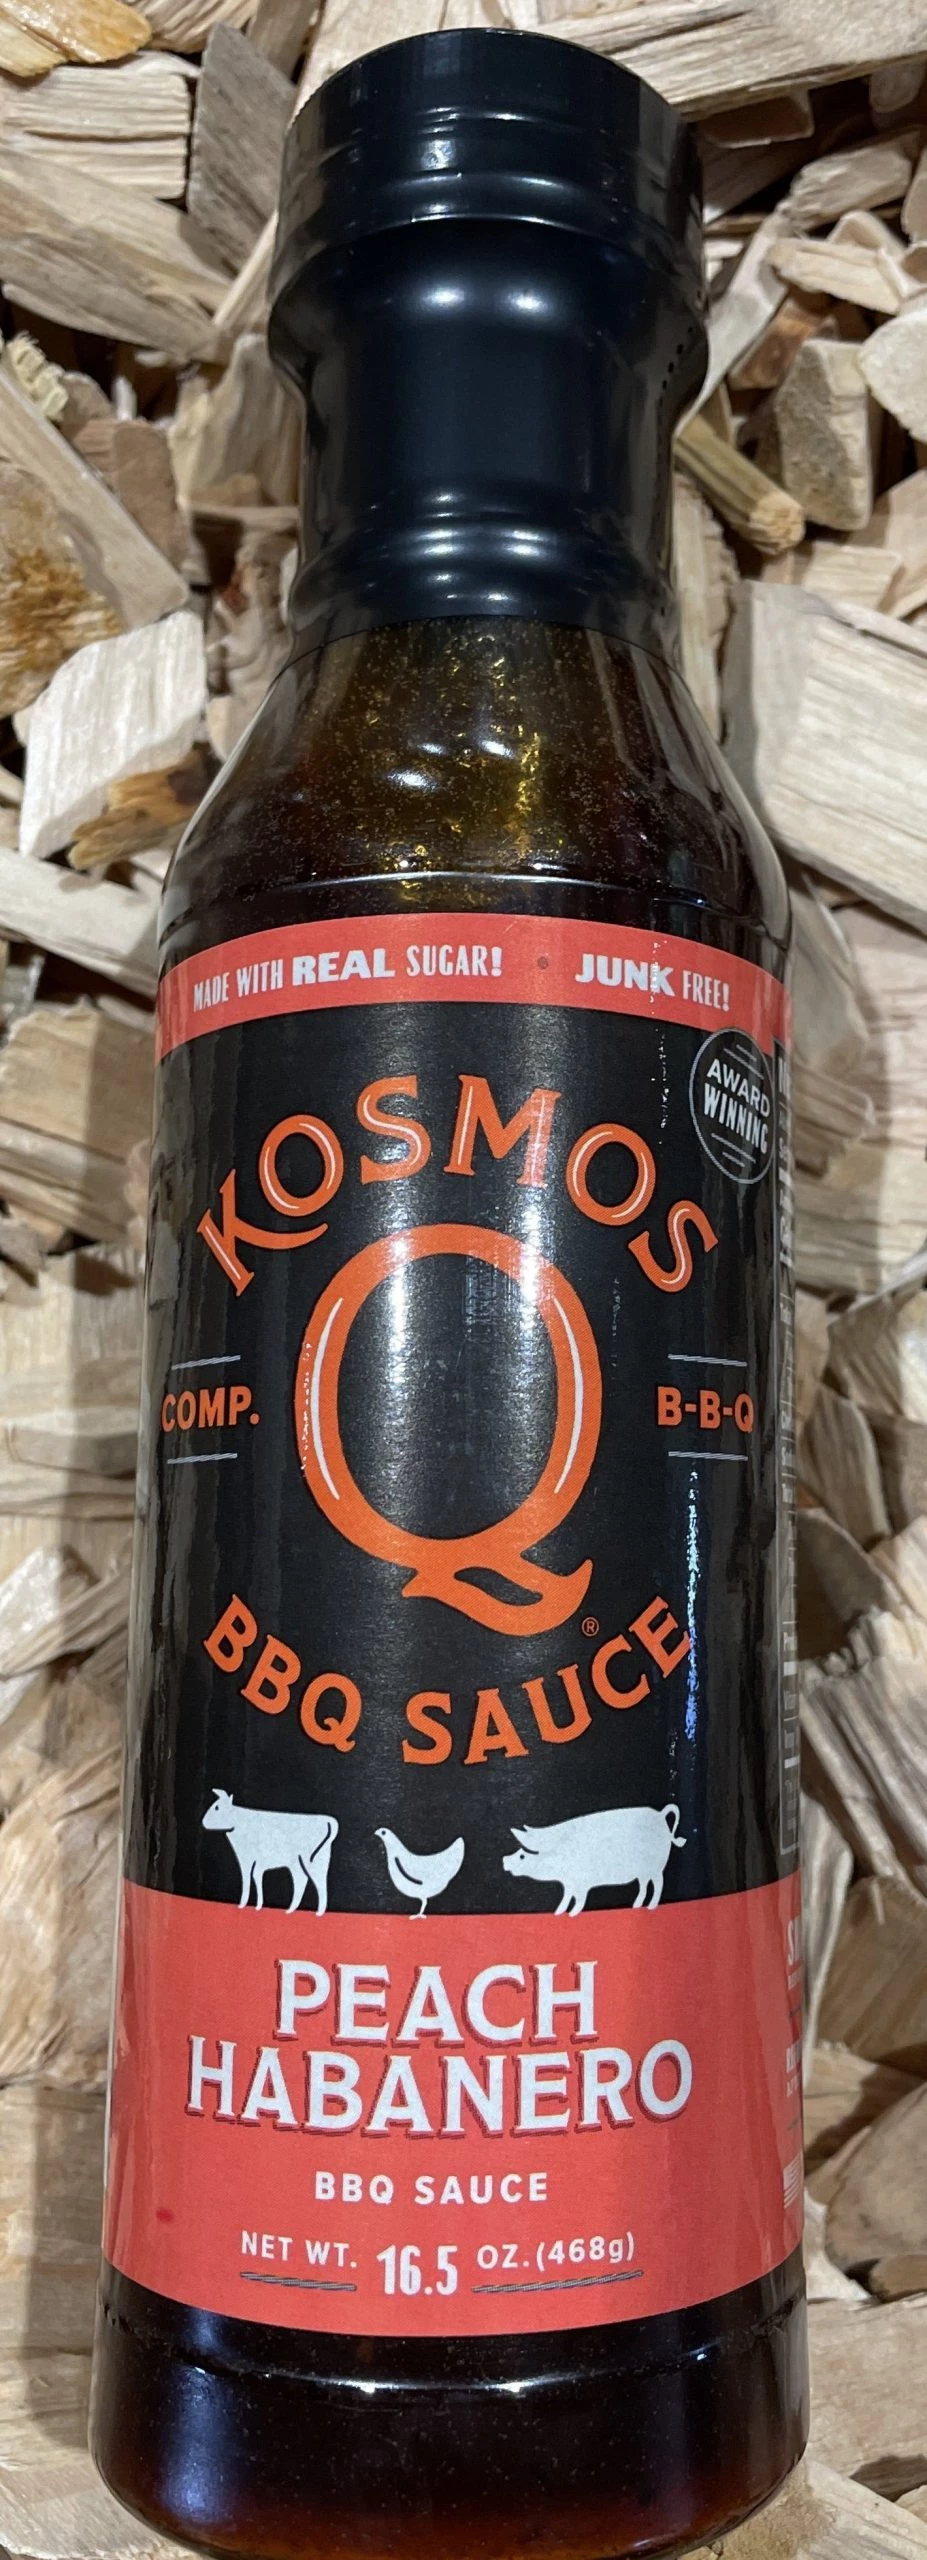 MADE WITH REAL SUGAR! • JUNK FREE!
AWARD
WINNING
KOSMOS
Q
COMP.
B-B-Q
®
BBQ SAUCE
PEACH
HABANERO
BBQ SAUCE
NET WT. 16.5 OZ. (468g)